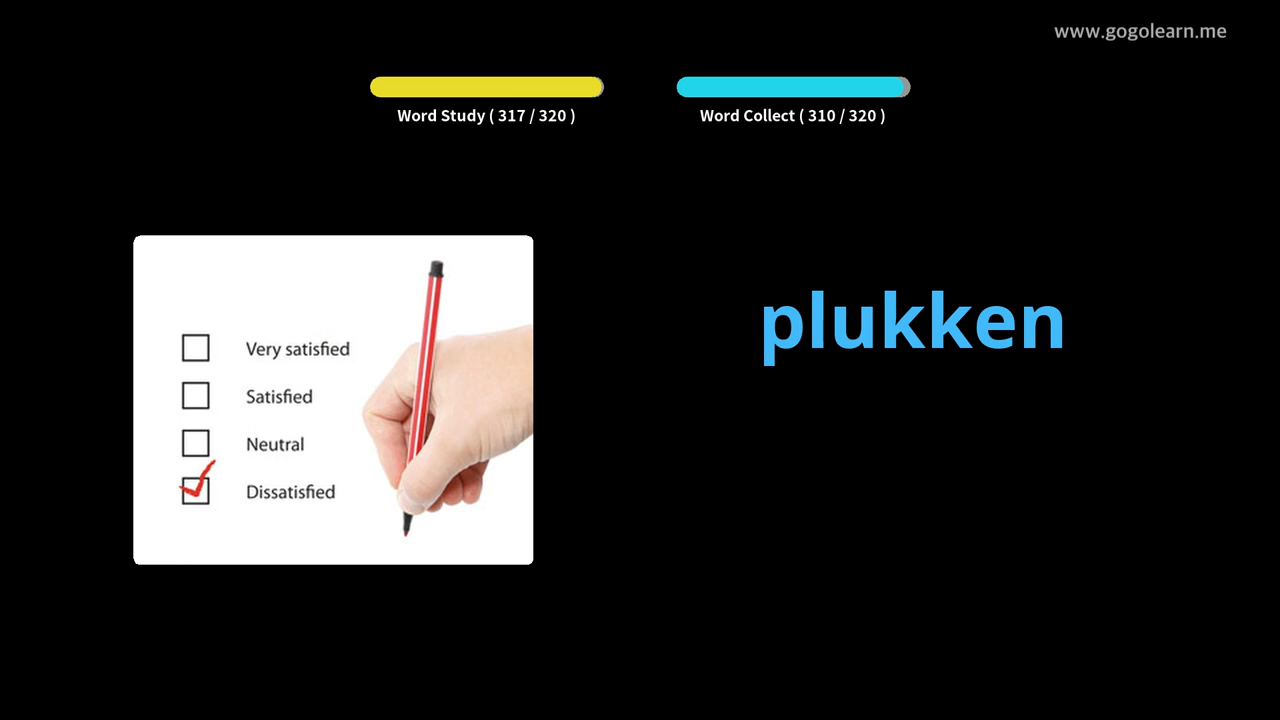 www.gogolearn.me
Word Study ( 317 / 320 )
Word Collect ( 310 / 320 )
Very satisfied
Satisfied
Neutral
Dissatisfied
plukken